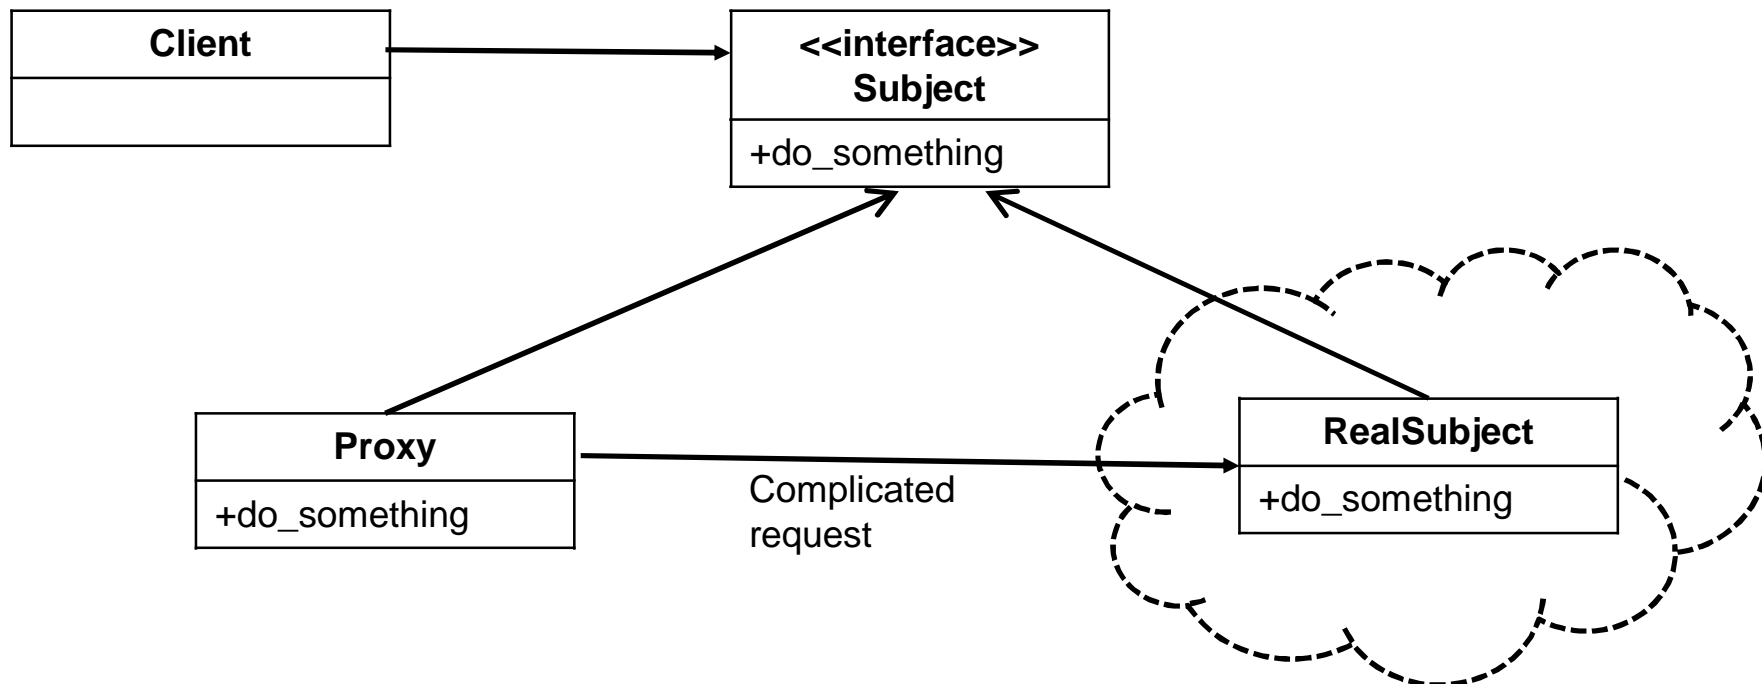 Client
<<interface>>
Subject
+do_something
Proxy
+do_something
Complicated
request
RealSubject
+do_something